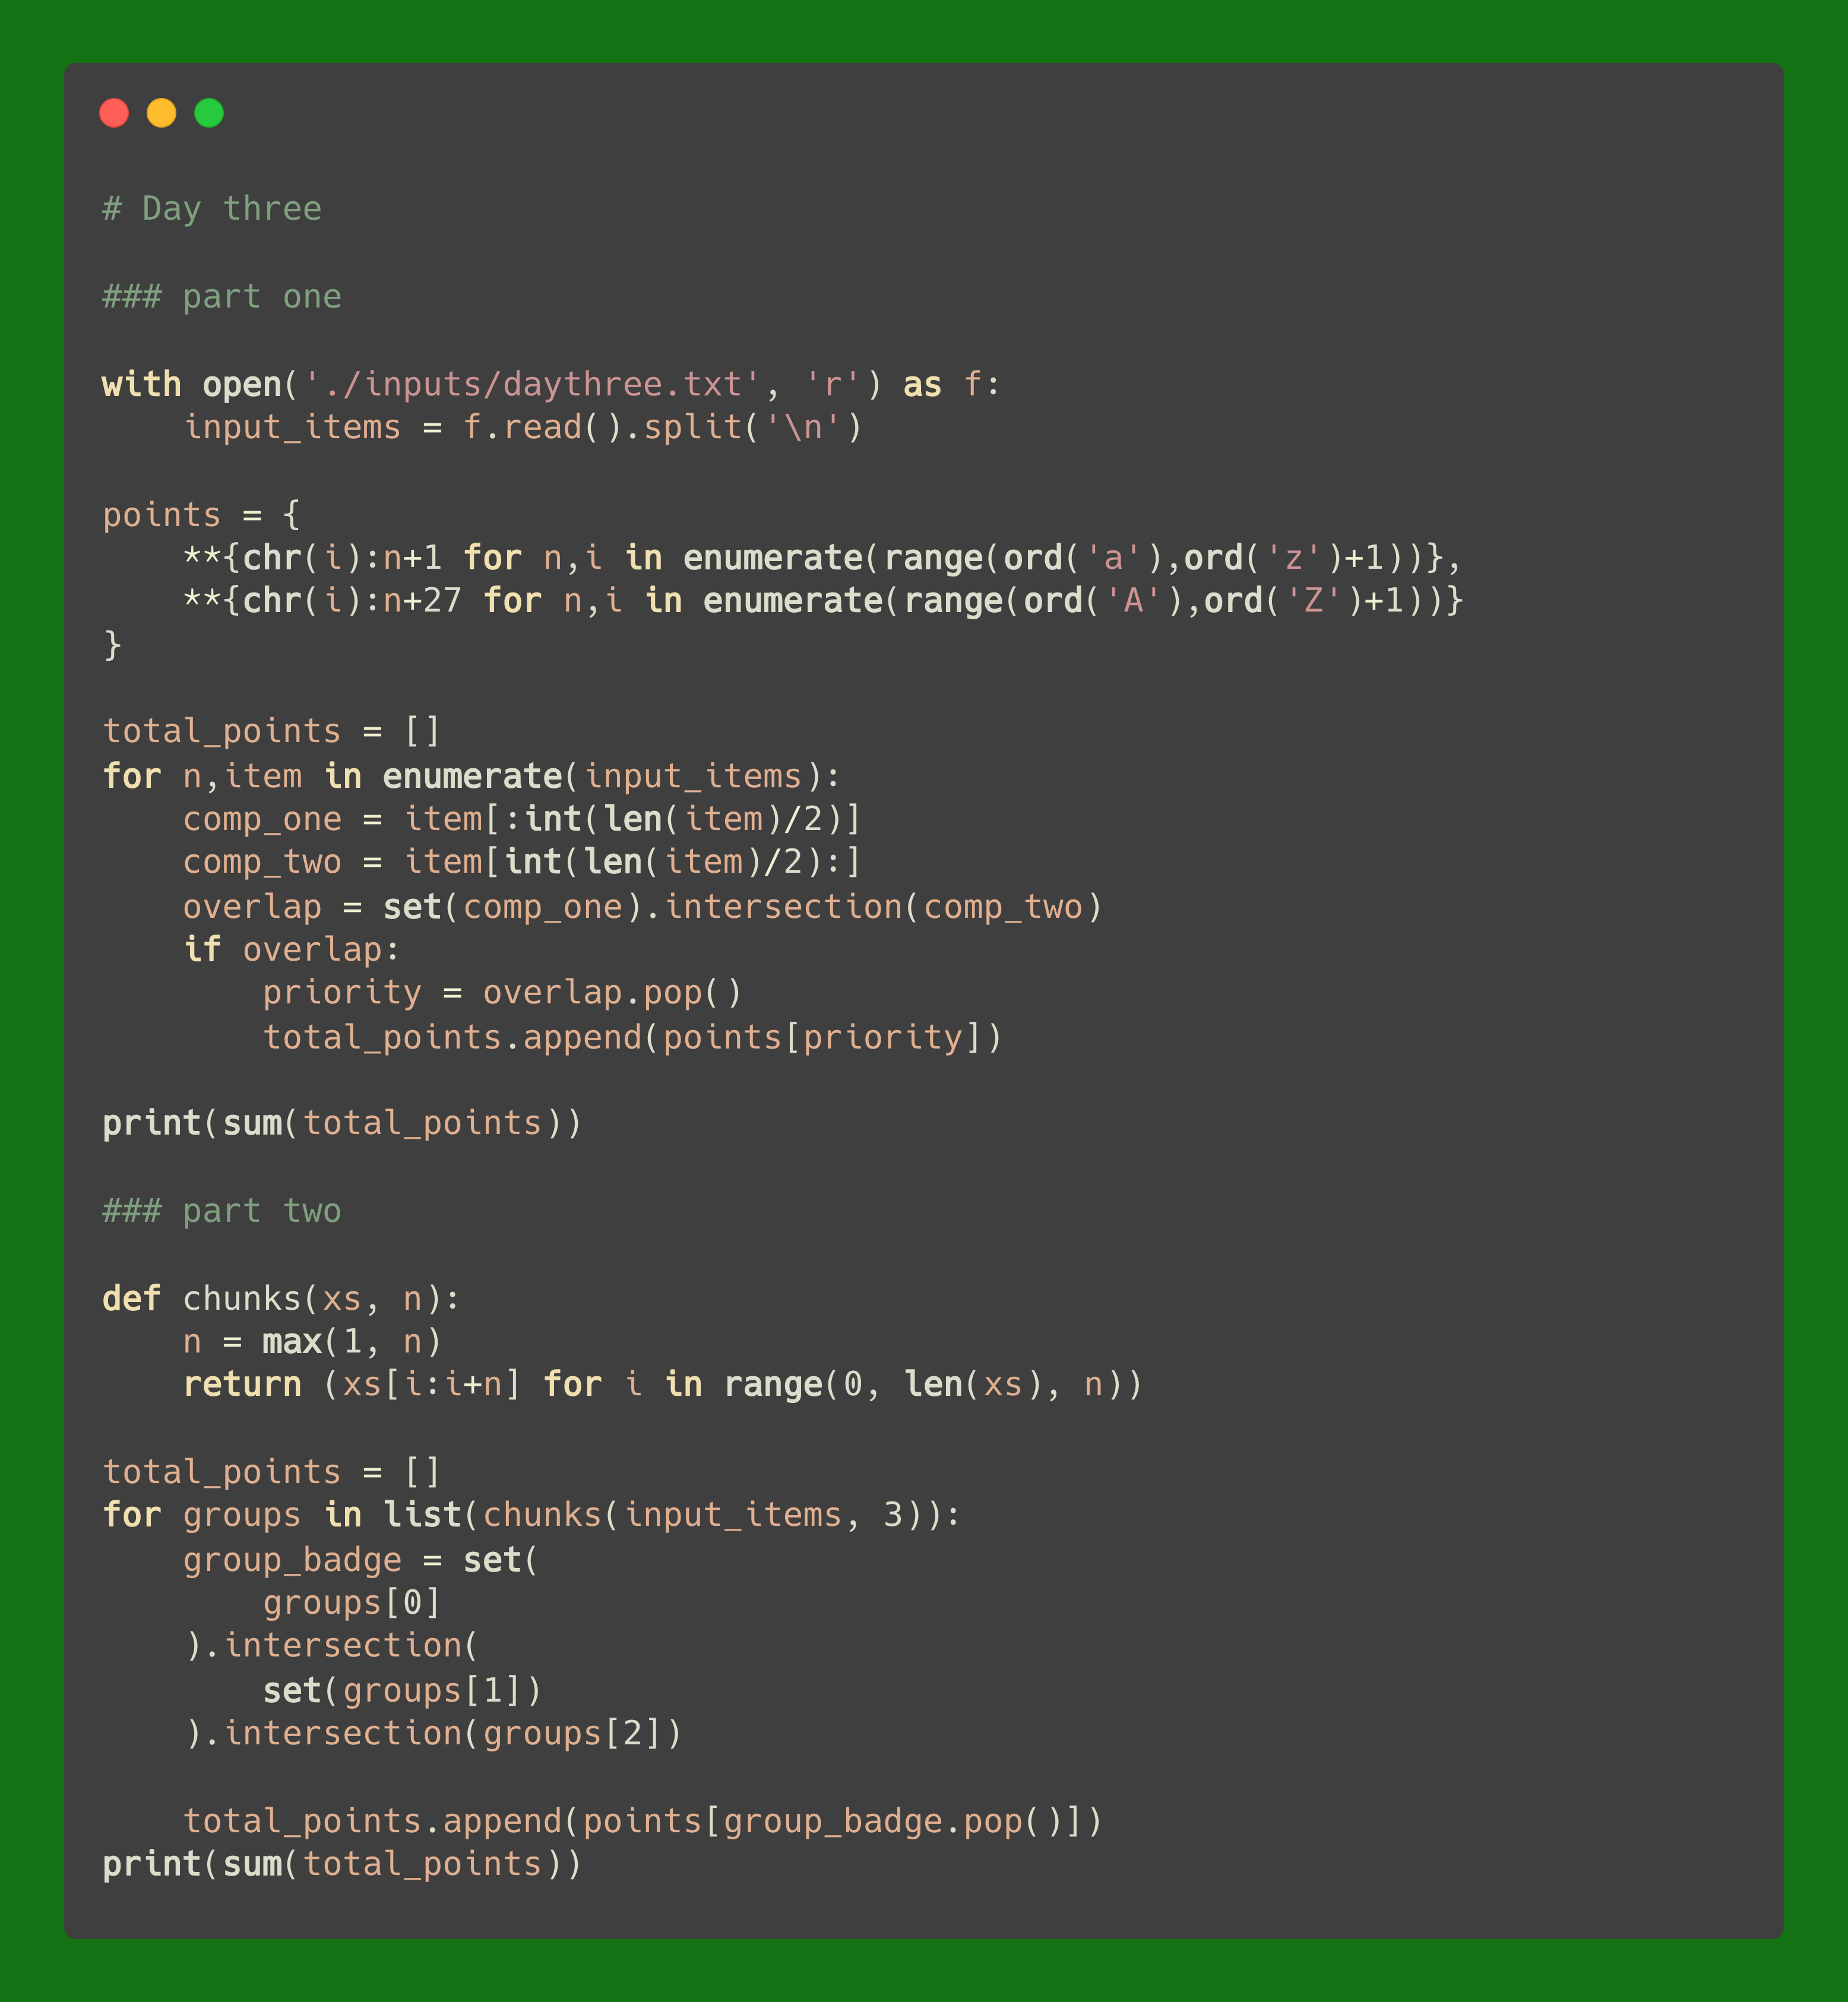 # Day three
### part one
with open('./inputs/daythree.txt', 'r') as f:
    input_items = f.read().split('\n')
points = {
    **{chr(i):n+1 for n,i in enumerate(range(ord('a'),ord('z')+1))},
    **{chr(i):n+27 for n,i in enumerate(range(ord('A'),ord('Z')+1))}
}
total_points = []
for n,item in enumerate(input_items):
    comp_one = item[:int(len(item)/2)]
    comp_two = item[int(len(item)/2):]
    overlap = set(comp_one).intersection(comp_two)
    if overlap:
        priority = overlap.pop()
        total_points.append(points[priority])
print(sum(total_points))
### part two
def chunks(xs, n):
    n = max(1, n)
    return (xs[i:i+n] for i in range(0, len(xs), n))
total_points = []
for groups in list(chunks(input_items, 3)):
    group_badge = set(
        groups[0]
    ).intersection(
        set(groups[1])
    ).intersection(groups[2])
    total_points.append(points[group_badge.pop()])
print(sum(total_points))